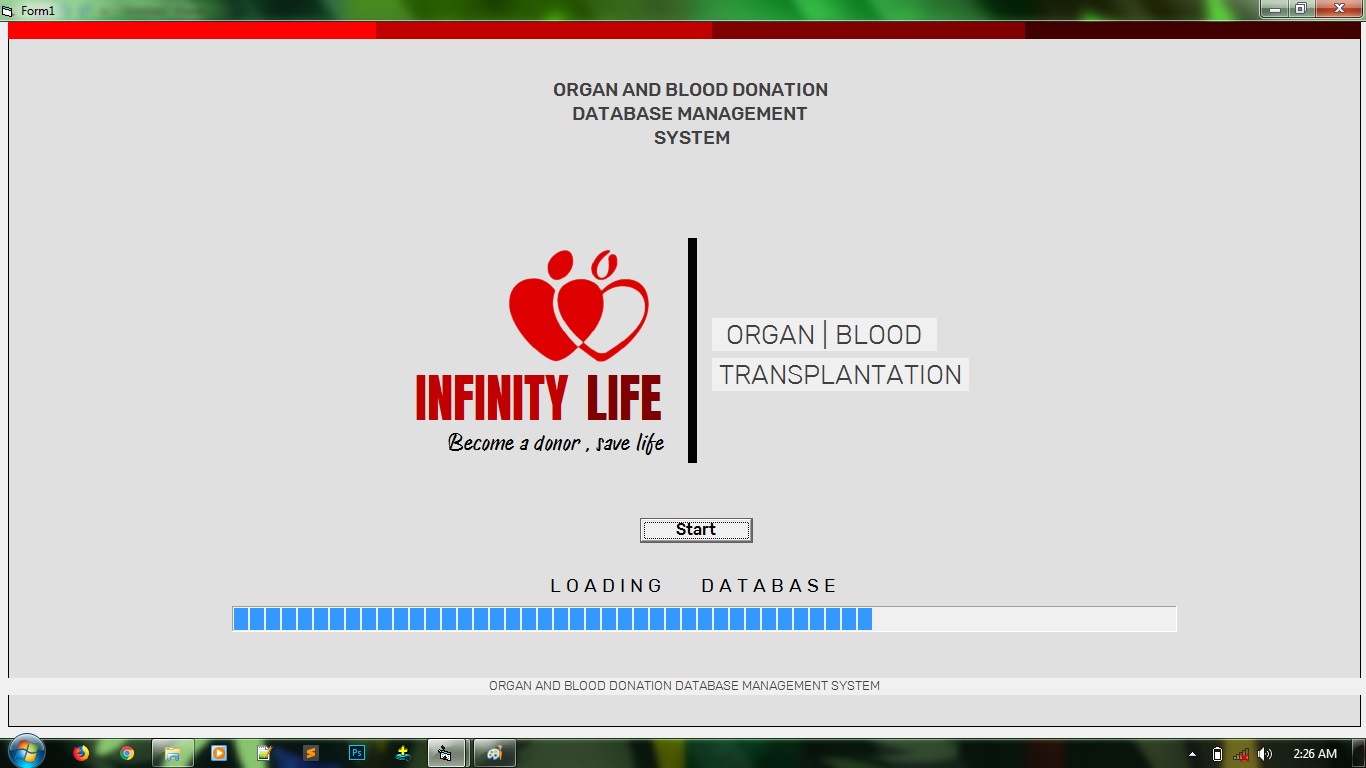 Form1
ORGAN AND BLOOD DONATION
DATABASE MANAGEMENT
SYSTEM
INFINITY LIFE
Become a donor , save life
ORGAN | BLOOD
TRANSPLANTATION
Start
LOADING DATABASE
ORGAN AND BLOOD DONATION DATABASE MANAGEMENT SYSTEM
Ps
2:26 AM